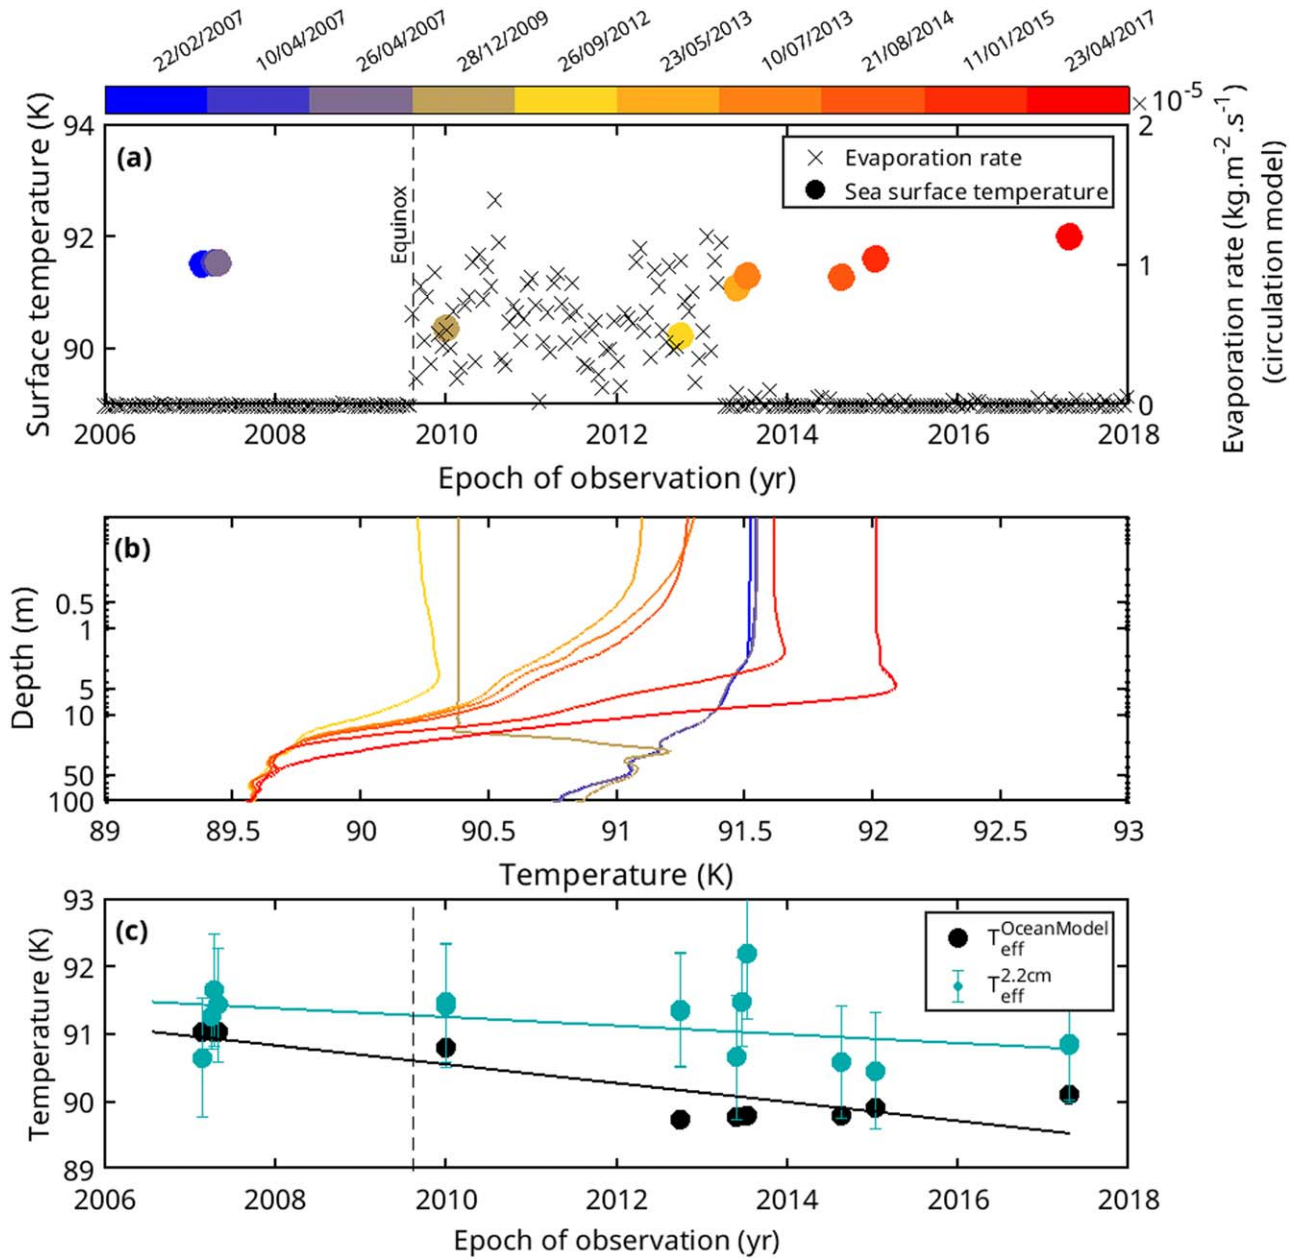 22/02/2007 10/04/2007 26/04/2007 28/12/2009 26/09/2012 23/05/2013 10/07/2013 21/08/2014 11/01/2015 23/04/2017
×10⁻⁵
(a)
Surface temperature (K)
94
92
90
Equinox
× Evaporation rate
Sea surface temperature
2
1
0
Evaporation rate (kg.m⁻².s⁻¹)
(circulation model)
2006 2008 2010 2012 2014 2016 2018
Epoch of observation (yr)
(b)
Depth (m)
0.5
1
5
10
50
100
89 89.5 90 90.5 91 91.5 92 92.5 93
Temperature (K)
(c)
Temperature (K)
93
92
91
90
89
T_eff^OceanModel
T_eff^2.2cm
2006 2008 2010 2012 2014 2016 2018
Epoch of observation (yr)